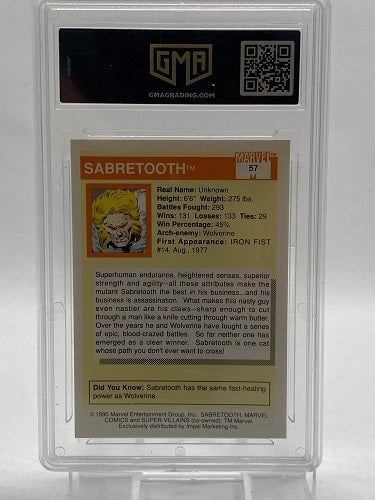 GMA
GMAGRADING.COM
SABRETOOTH™
MARVEL™
57
Real Name: Unknown
Height: 6'6" Weight: 275 lbs.
Battles Fought: 293
Wins: 131 Losses: 133 Ties: 29
Win Percentage: 45%
Arch-enemy: Wolverine
First Appearance: IRON FIST
#14, Aug., 1977
Superhuman endurance, heightened senses, superior
strength and agility--all these attributes make the
mutant Sabretooth the best in his business...and his
business is assassination. What makes this nasty guy
even nastier are his claws--sharp enough to cut
through a man like a knife cutting through warm butter.
Over the years he and Wolverine have fought a series
of epic, blood-crazed battles. So far neither one has
emerged as a clear winner. Sabretooth is one cat
whose path you don't ever want to cross!
Did You Know: Sabretooth has the same fast-healing
power as Wolverine.
© 1990 Marvel Entertainment Group, Inc. SABRETOOTH, MARVEL
COMICS and SUPER-VILLAINS (co-owned): TM Marvel.
Exclusively distributed by Impel Marketing Inc.